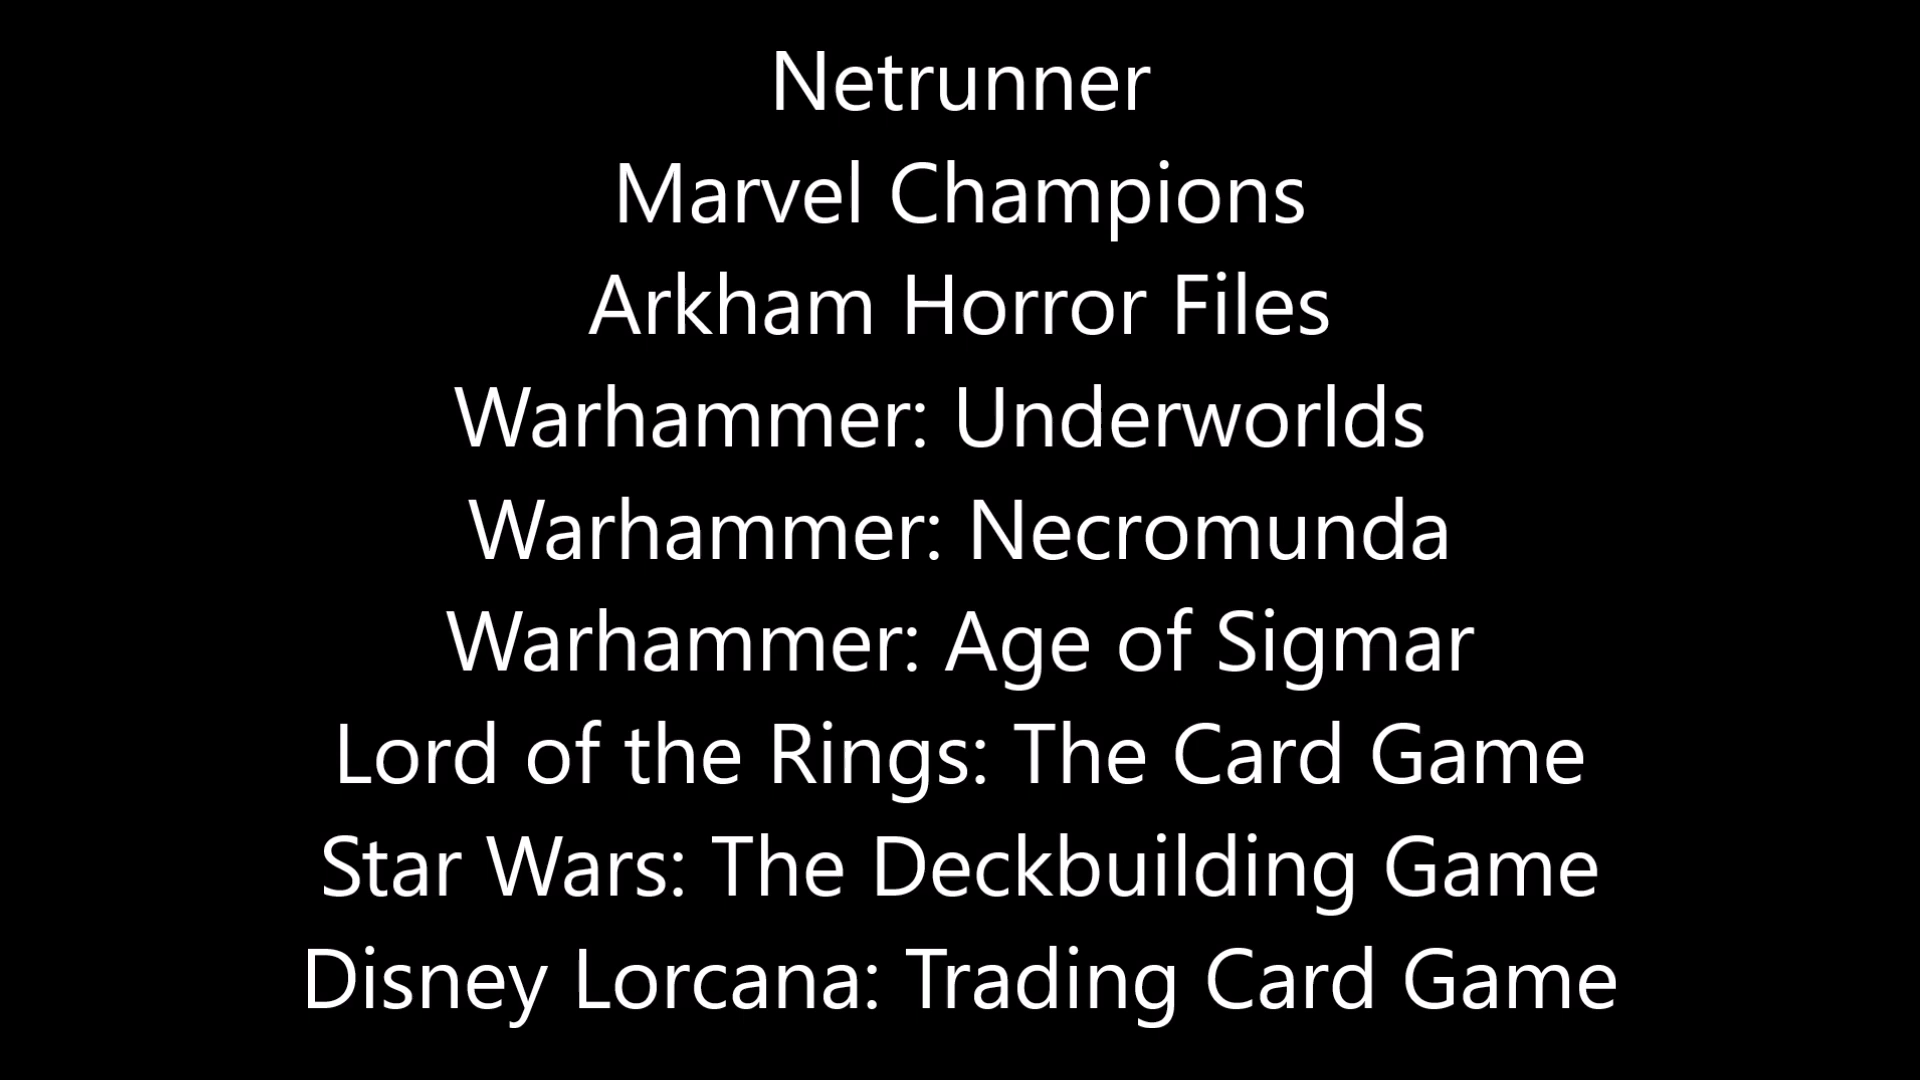 Netrunner
Marvel Champions
Arkham Horror Files
Warhammer: Underworlds
Warhammer: Necromunda
Warhammer: Age of Sigmar
Lord of the Rings: The Card Game
Star Wars: The Deckbuilding Game
Disney Lorcana: Trading Card Game